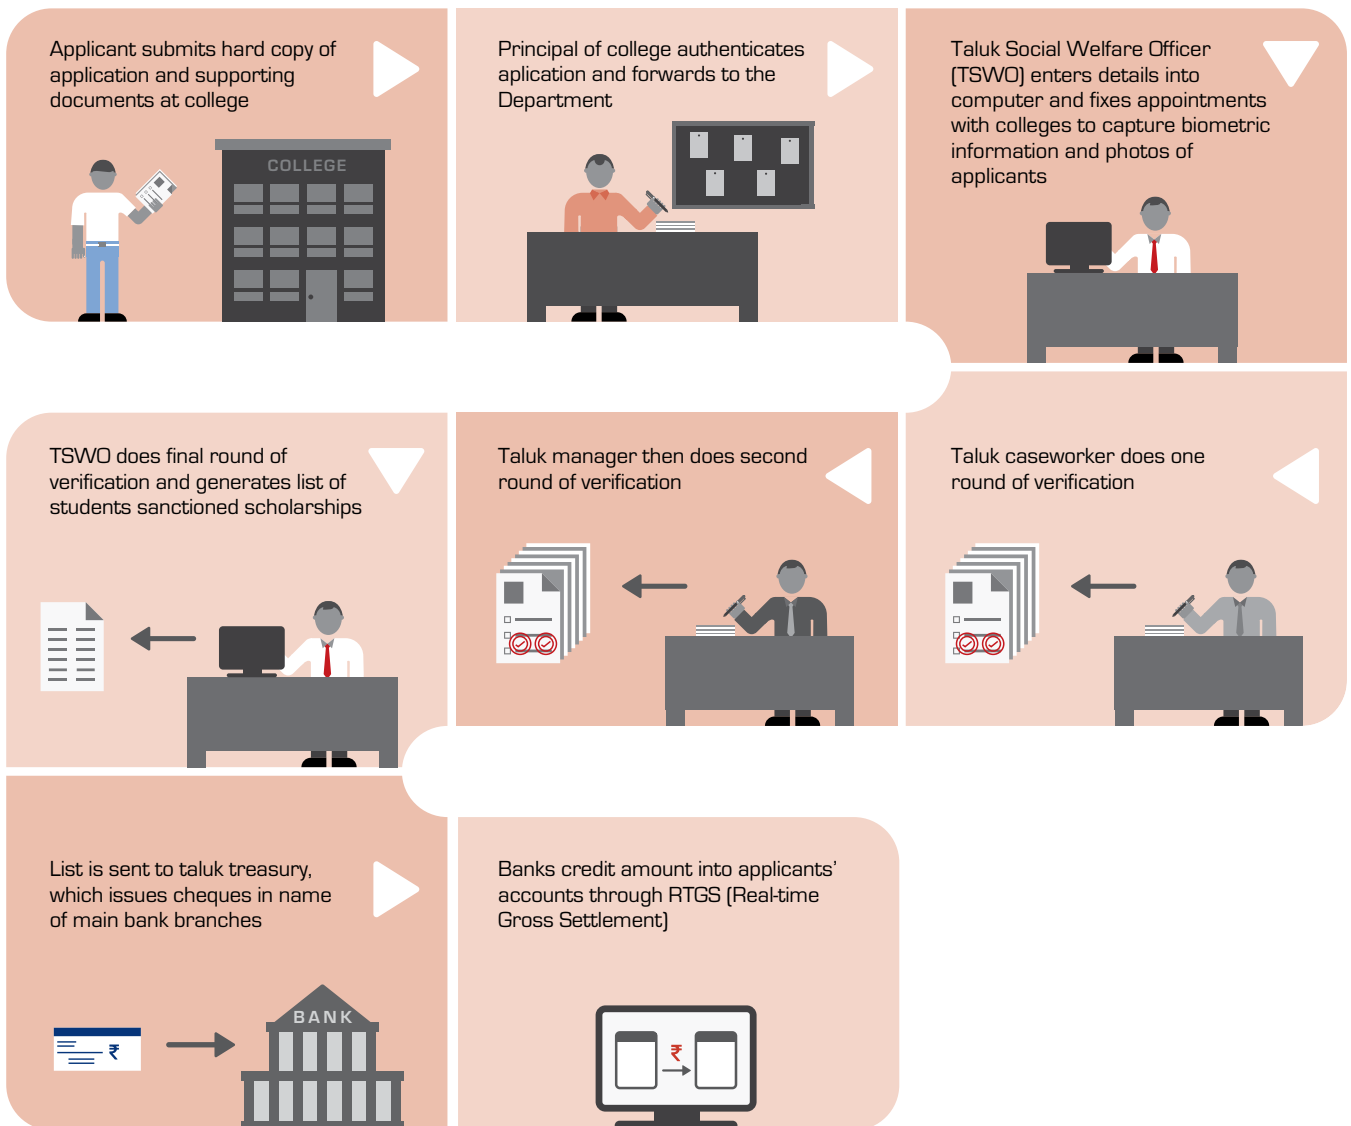 Applicant submits hard copy of
application and supporting
documents at college
COLLEGE
Principal of college authenticates
aplication and forwards to the
Department
Taluk Social Welfare Officer
(TSWO) enters details into
computer and fixes appointments
with colleges to capture biometric
information and photos of
applicants
Taluk caseworker does one
round of verification
Taluk manager then does second
round of verification
TSWO does final round of
verification and generates list of
students sanctioned scholarships
List is sent to taluk treasury,
which issues cheques in name
of main bank branches
₹
BANK
Banks credit amount into applicants’
accounts through RTGS (Real-time
Gross Settlement)
₹